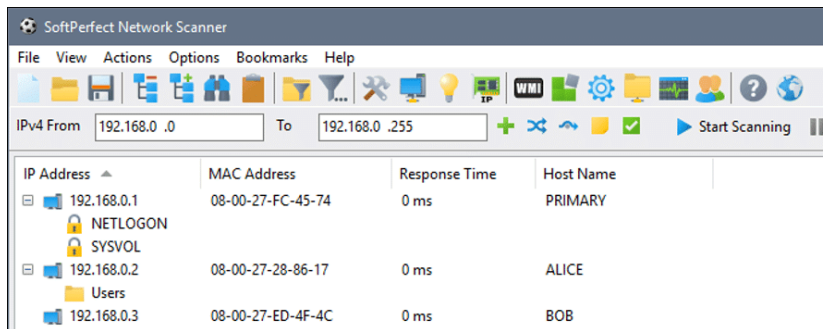 SoftPerfect Network Scanner
File View Actions Options Bookmarks Help
T... IP WMI ?
IPv4 From 192.168.0 .0 To 192.168.0 .255 Start Scanning
IP Address MAC Address Response Time Host Name
192.168.0.1 08-00-27-FC-45-74 0 ms PRIMARY
NETLOGON
SYSVOL
192.168.0.2 08-00-27-28-86-17 0 ms ALICE
Users
192.168.0.3 08-00-27-ED-4F-4C 0 ms BOB